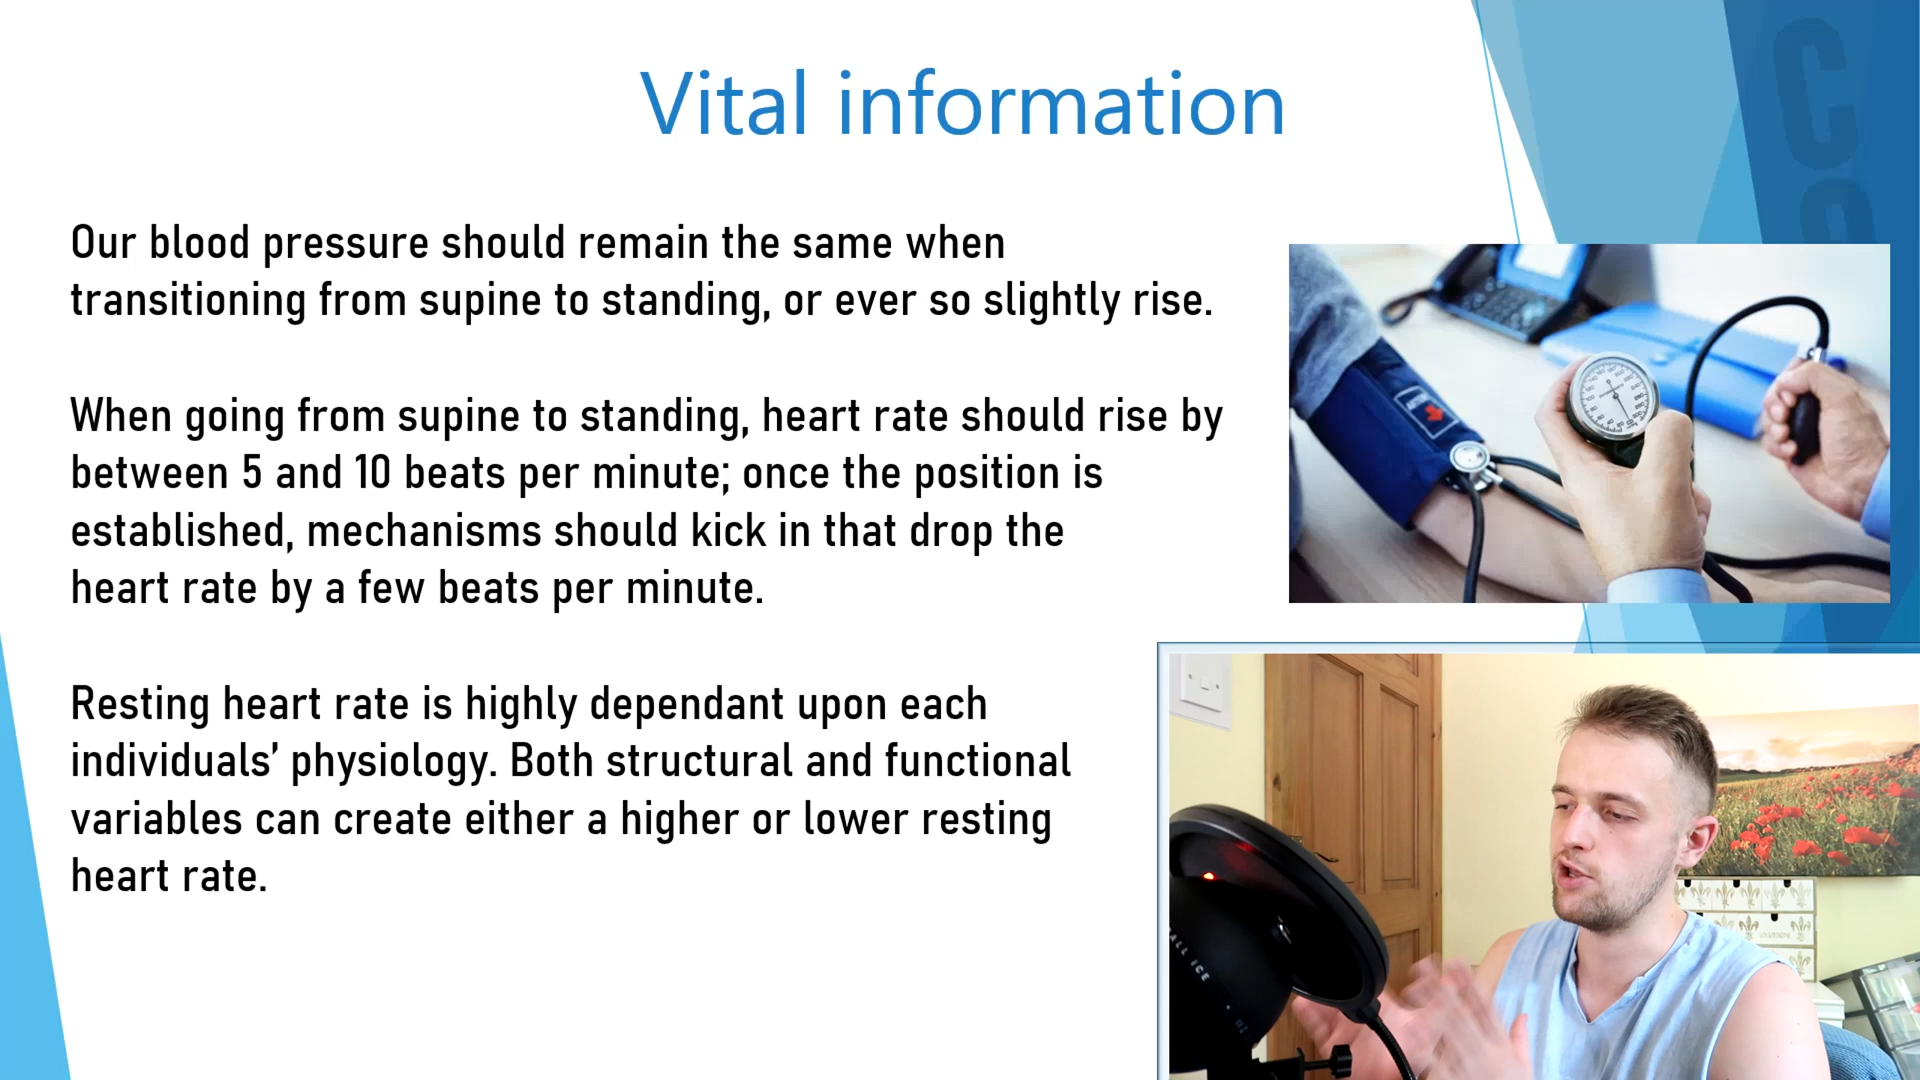 Vital information
Our blood pressure should remain the same when
transitioning from supine to standing, or ever so slightly rise.
When going from supine to standing, heart rate should rise by
between 5 and 10 beats per minute; once the position is
established, mechanisms should kick in that drop the
heart rate by a few beats per minute.
Resting heart rate is highly dependant upon each
individuals’ physiology. Both structural and functional
variables can create either a higher or lower resting
heart rate.
ALL ICE